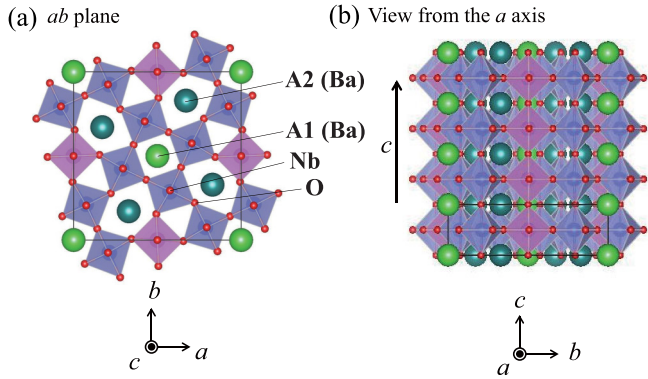 (a) ab plane
A2 (Ba)
A1 (Ba)
Nb
O
b
c
a
(b) View from the a axis
c
c
a
b